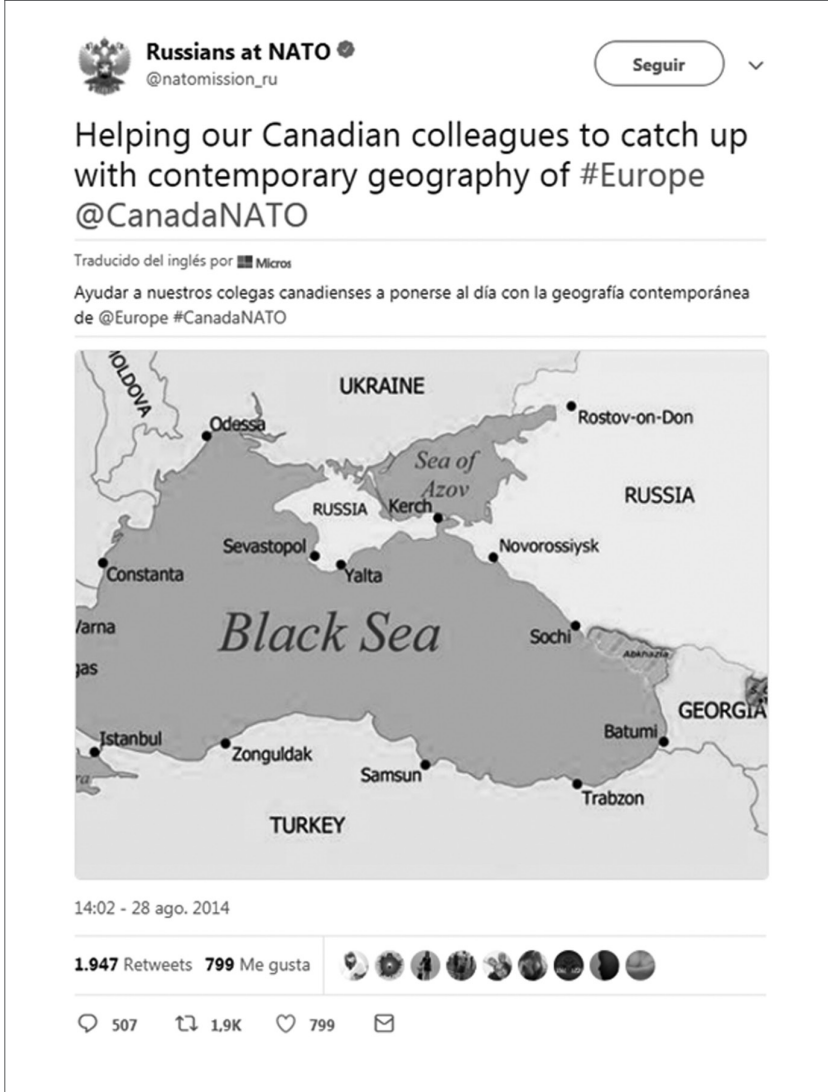 Russians at NATO
@natomission_ru
Seguir
Helping our Canadian colleagues to catch up
with contemporary geography of #Europe
@CanadaNATO
Traducido del inglés por Micros
Ayudar a nuestros colegas canadienses a ponerse al día con la geografía contemporánea
de @Europe #CanadaNATO
MOLDOVA
UKRAINE
Odessa
Rostov-on-Don
Sea of
Azov
RUSSIA
RUSSIA
Kerch
Sevastopol
Yalta
Novorossiysk
Constanta
Varna
gas
Black Sea
Sochi
Abkhazia
GEORGIA
Istanbul
Zonguldak
Batumi
Samsun
Trabzon
ra
TURKEY
14:02 - 28 ago. 2014
1.947 Retweets 799 Me gusta
507 1,9K 799